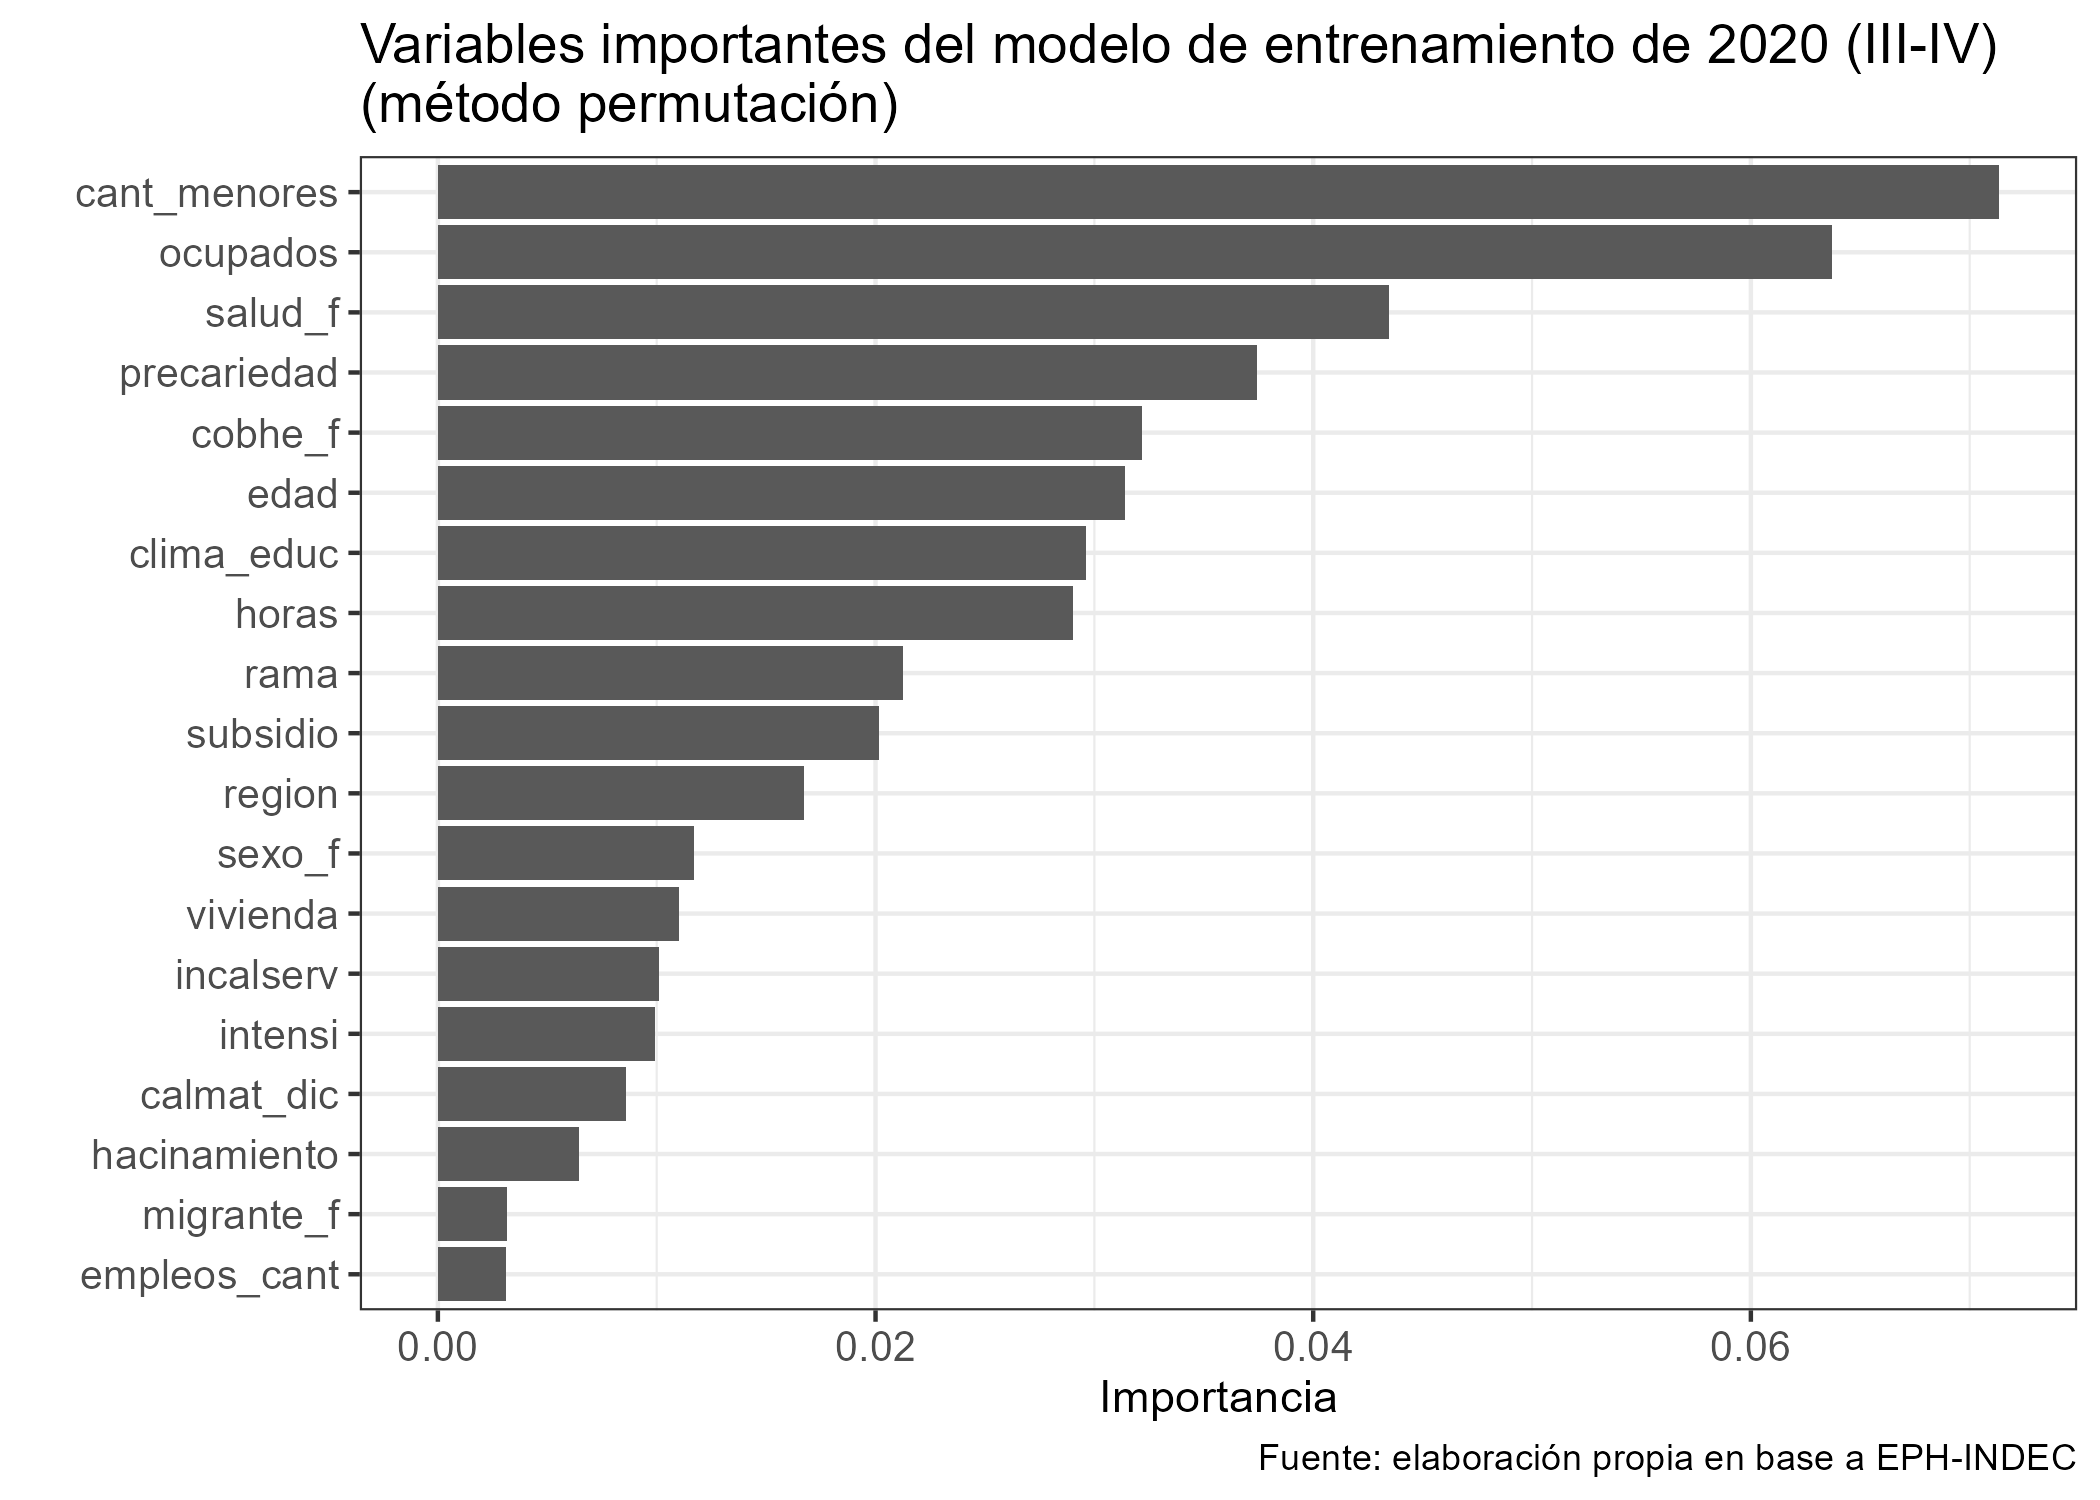 Variables importantes del modelo de entrenamiento de 2020 (III-IV)
(método permutación)
cant_menores
ocupados
salud_f
precariedad
cobhe_f
edad
clima_educ
horas
rama
subsidio
region
sexo_f
vivienda
incalserv
intensi
calmat_dic
hacinamiento
migrante_f
empleos_cant
0.00 0.02 0.04 0.06
Importancia
Fuente: elaboración propia en base a EPH-INDEC